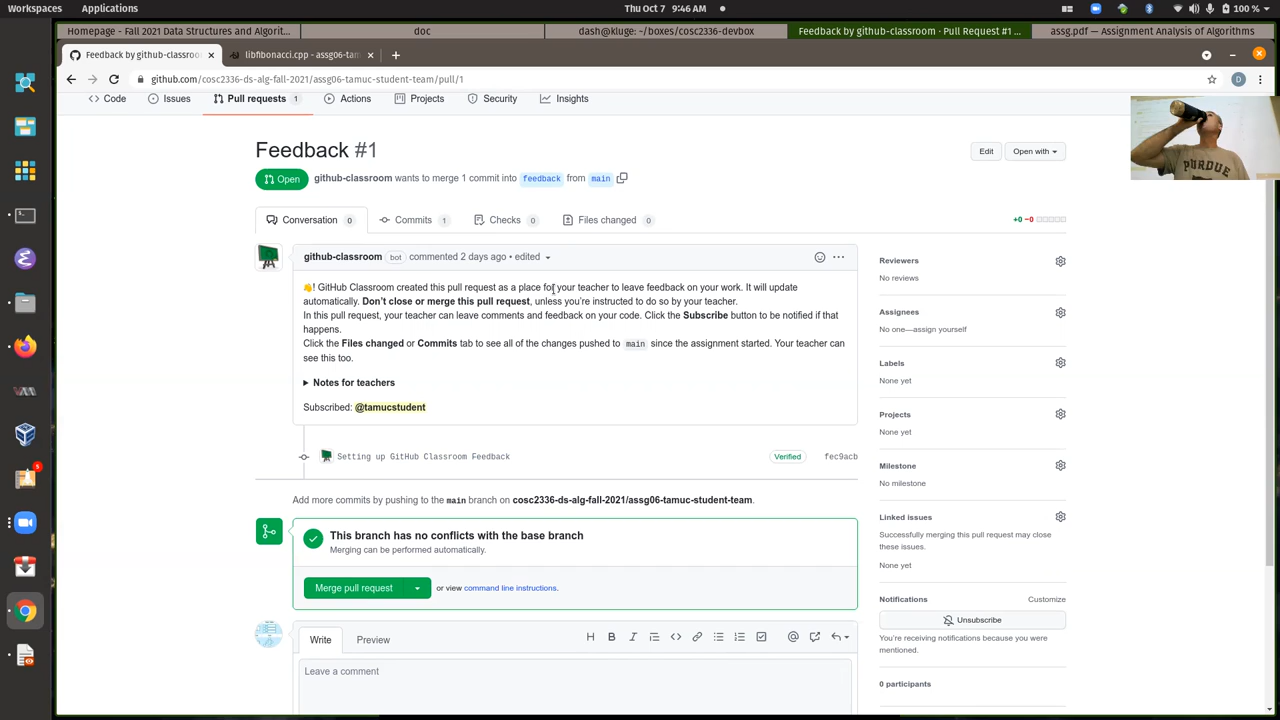 Workspaces Applications Thu Oct 7 9:46 AM
Homepage - Fall 2021 Data Structures and Algorit... doc dash@kluge: ~/boxes/cosc2336-devbox Feedback by github-classroom · Pull Request #1 ... assg.pdf — Assignment Analysis of Algorithms
Feedback by github-classroom libfibonacci.cpp - assg06-tam
github.com/cosc2336-ds-alg-fall-2021/assg06-tamuc-student-team/pull/1 D
Code Issues Pull requests 1 Actions Projects Security Insights
PURDUE
Feedback #1 Edit Open with
Open github-classroom wants to merge 1 commit into feedback from main
Conversation 0 Commits 1 Checks 0 Files changed 0 +0 −0
github-classroom bot commented 2 days ago • edited
👋! GitHub Classroom created this pull request as a place for your teacher to leave feedback on your work. It will update
automatically. Don't close or merge this pull request, unless you're instructed to do so by your teacher.
In this pull request, your teacher can leave comments and feedback on your code. Click the Subscribe button to be notified if that
happens.
Click the Files changed or Commits tab to see all of the changes pushed to main since the assignment started. Your teacher can
see this too.
Notes for teachers
Subscribed: @tamucstudent
Setting up GitHub Classroom Feedback Verified fec9acb
Add more commits by pushing to the main branch on cosc2336-ds-alg-fall-2021/assg06-tamuc-student-team.
This branch has no conflicts with the base branch
Merging can be performed automatically.
Merge pull request or view command line instructions.
Write Preview
Leave a comment
Reviewers
No reviews
Assignees
No one—assign yourself
Labels
None yet
Projects
None yet
Milestone
No milestone
Linked issues
Successfully merging this pull request may close
these issues.
None yet
Notifications Customize
Unsubscribe
You're receiving notifications because you were
mentioned.
0 participants
5